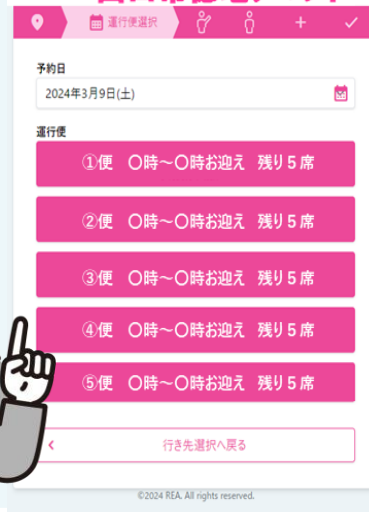 運行便選択
予約日
2024年3月9日(土)
運行便
①便 〇時～〇時お迎え 残り５席
②便 〇時～〇時お迎え 残り５席
③便 〇時～〇時お迎え 残り５席
④便 〇時～〇時お迎え 残り５席
⑤便 〇時～〇時お迎え 残り５席
行き先選択へ戻る
©2024 REA. All rights reserved.